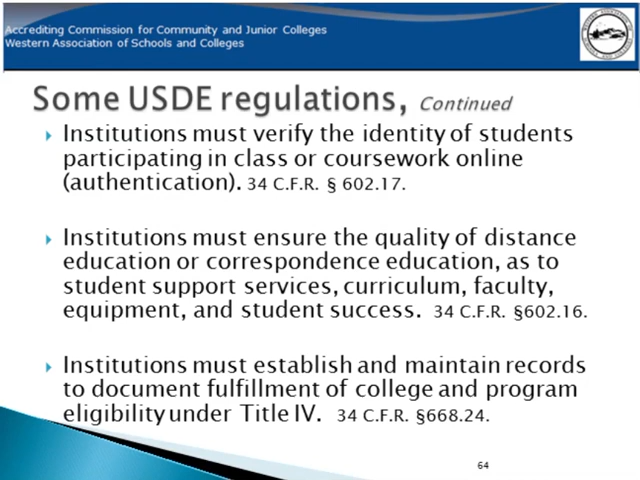 Accrediting Commission for Community and Junior Colleges
Western Association of Schools and Colleges
Some USDE regulations, Continued
Institutions must verify the identity of students
participating in class or coursework online
(authentication). 34 C.F.R. § 602.17.
Institutions must ensure the quality of distance
education or correspondence education, as to
student support services, curriculum, faculty,
equipment, and student success. 34 C.F.R. §602.16.
Institutions must establish and maintain records
to document fulfillment of college and program
eligibility under Title IV. 34 C.F.R. §668.24.
64